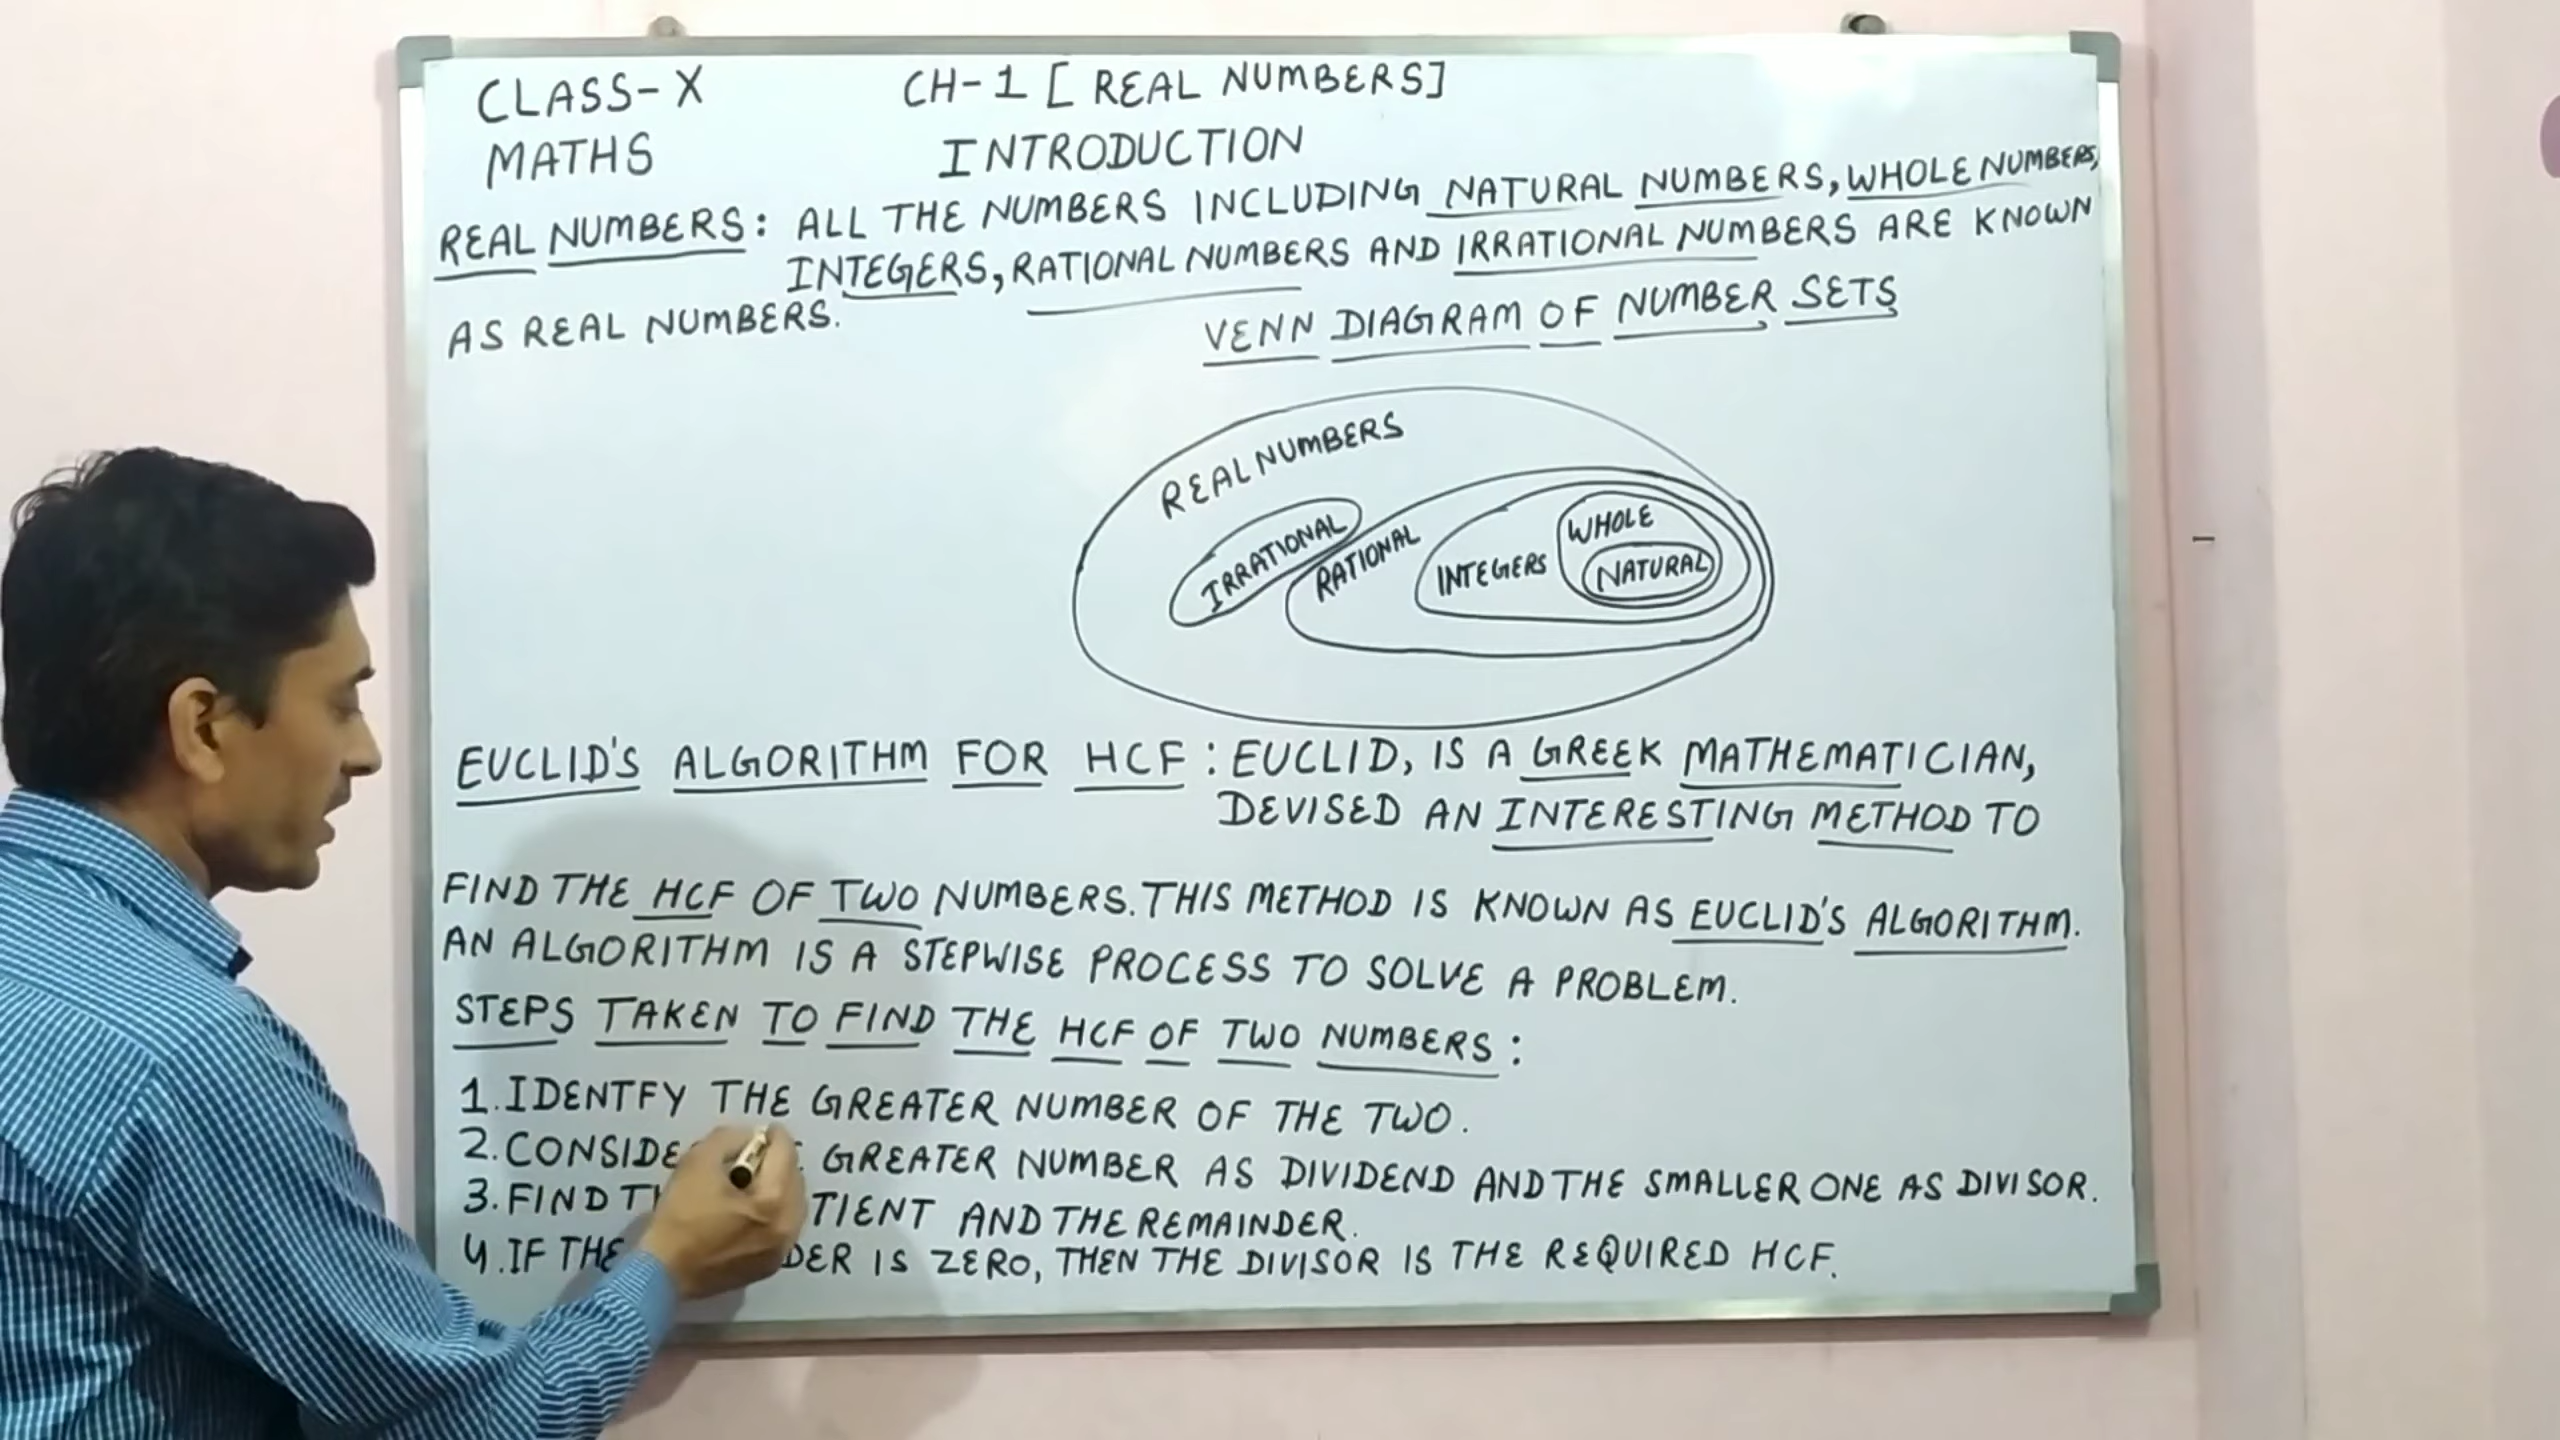 CLASS-X CH-1 [REAL NUMBERS]
MATHS INTRODUCTION
REAL NUMBERS: ALL THE NUMBERS INCLUDING NATURAL NUMBERS, WHOLE NUMBERS,
INTEGERS, RATIONAL NUMBERS AND IRRATIONAL NUMBERS ARE KNOWN
AS REAL NUMBERS.
VENN DIAGRAM OF NUMBER SETS
REAL NUMBERS
IRRATIONAL
RATIONAL
INTEGERS
WHOLE
NATURAL
EUCLID'S ALGORITHM FOR HCF: EUCLID, IS A GREEK MATHEMATICIAN,
DEVISED AN INTERESTING METHOD TO
FIND THE HCF OF TWO NUMBERS. THIS METHOD IS KNOWN AS EUCLID'S ALGORITHM.
AN ALGORITHM IS A STEPWISE PROCESS TO SOLVE A PROBLEM.
STEPS TAKEN TO FIND THE HCF OF TWO NUMBERS:
1. IDENTFY THE GREATER NUMBER OF THE TWO.
2. GREATER NUMBER AS DIVIDEND AND THE SMALLER ONE AS DIVISOR.
3. FIND AND THE REMAINDER.
4. IF THE IS ZERO, THEN THE DIVISOR IS THE REQUIRED HCF.